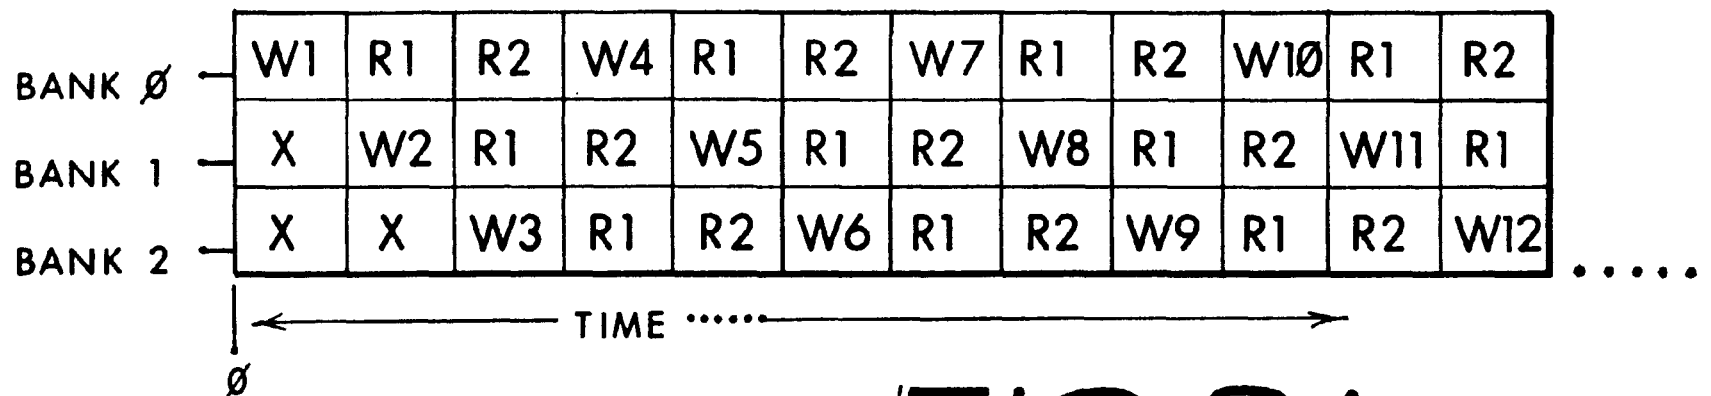 BANK Ø W1 R1 R2 W4 R1 R2 W7 R1 R2 W1Ø R1 R2
BANK 1 X W2 R1 R2 W5 R1 R2 W8 R1 R2 W11 R1
BANK 2 X X W3 R1 R2 W6 R1 R2 W9 R1 R2 W12
TIME
Ø